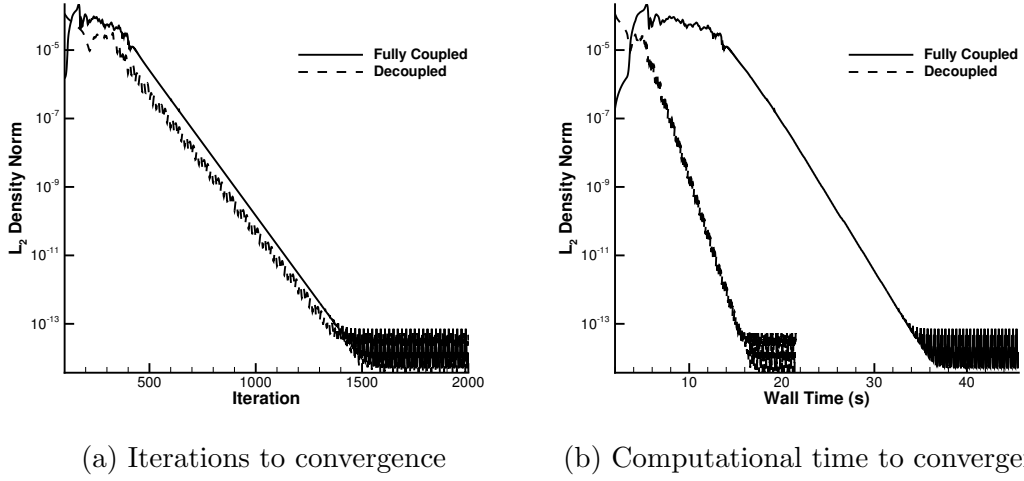 10^-5
10^-7
10^-9
10^-11
10^-13
L_2 Density Norm
500
1000
1500
2000
Iteration
Fully Coupled
Decoupled
(a) Iterations to convergence
10^-5
10^-7
10^-9
10^-11
10^-13
L_2 Density Norm
10
20
30
40
Wall Time (s)
Fully Coupled
Decoupled
(b) Computational time to converge